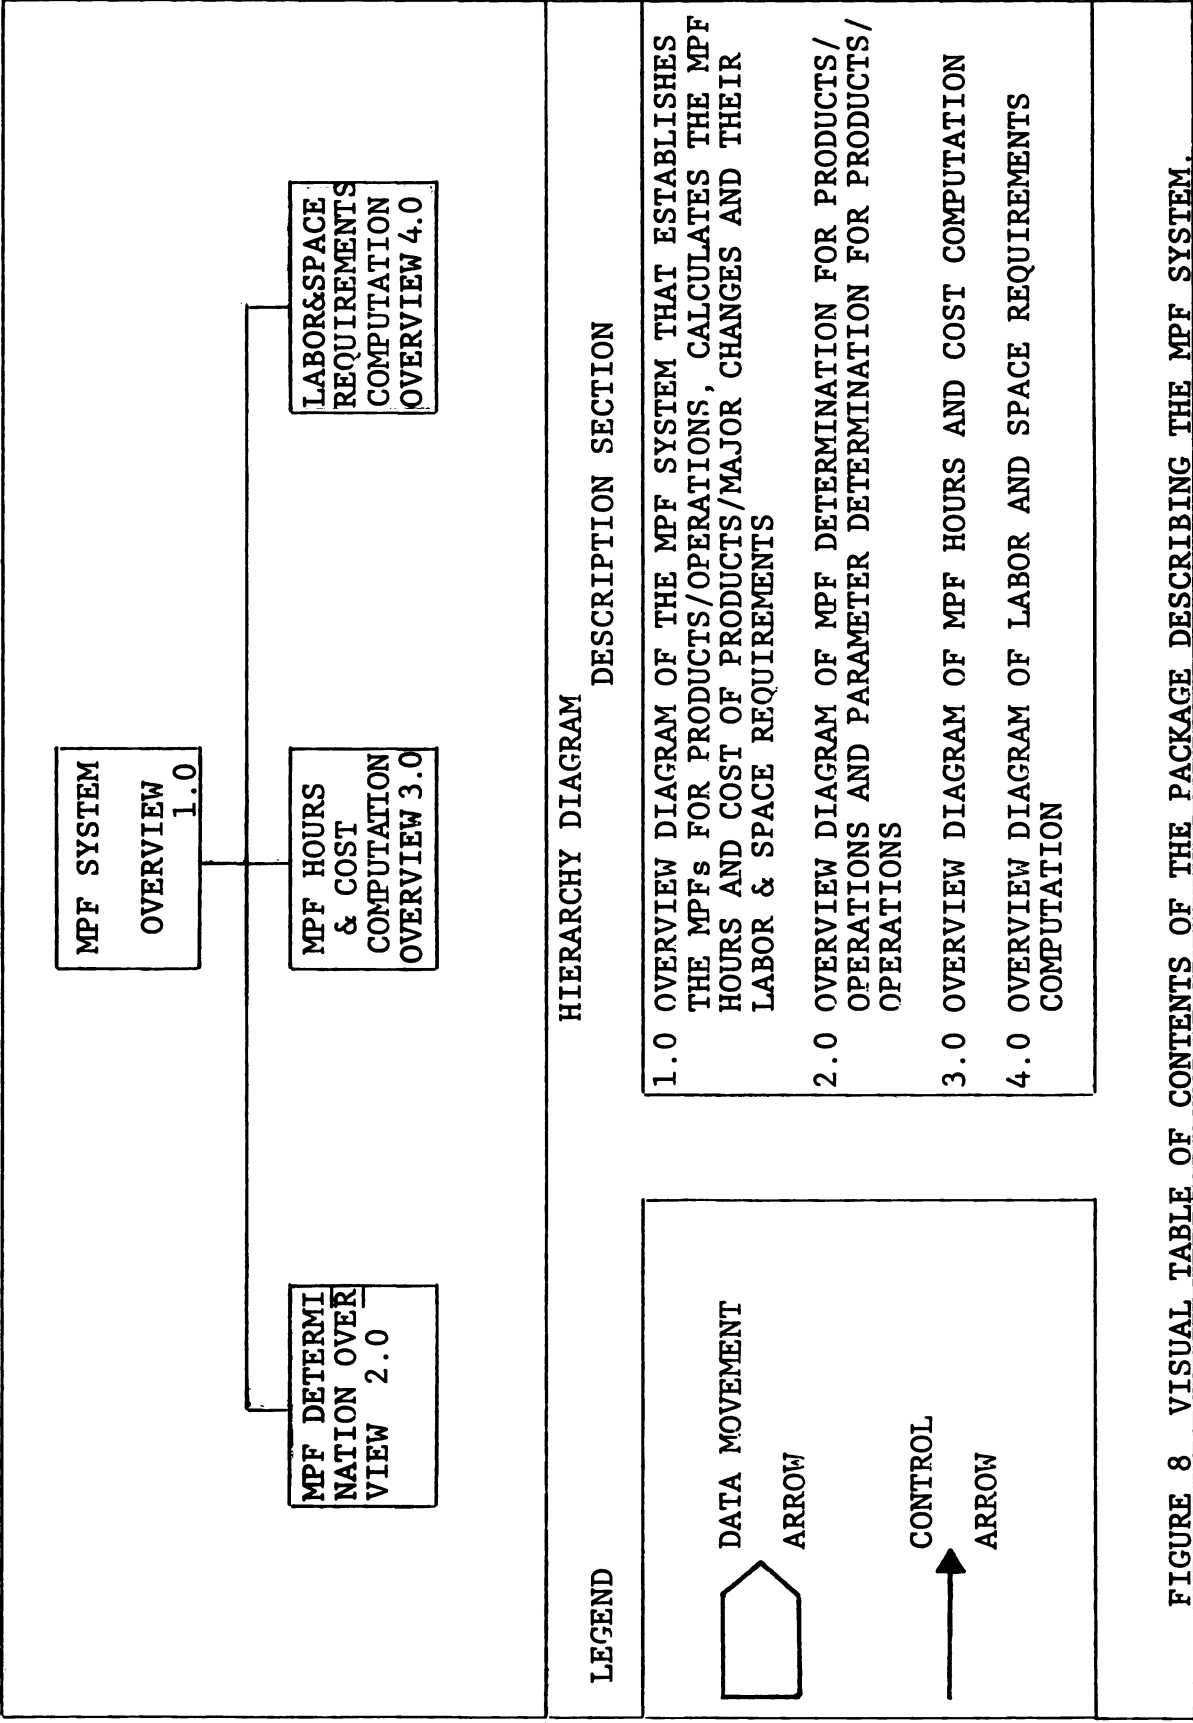 MPF SYSTEM
OVERVIEW
1.0
MPF DETERMI
NATION OVER
VIEW 2.0
MPF HOURS
& COST
COMPUTATION
OVERVIEW 3.0
LABOR&SPACE
REQUIREMENTS
COMPUTATION
OVERVIEW 4.0
HIERARCHY DIAGRAM
LEGEND
DATA MOVEMENT
ARROW
CONTROL
ARROW
DESCRIPTION SECTION
1.0 OVERVIEW DIAGRAM OF THE MPF SYSTEM THAT ESTABLISHES
THE MPFs FOR PRODUCTS/OPERATIONS, CALCULATES THE MPF
HOURS AND COST OF PRODUCTS/MAJOR CHANGES AND THEIR
LABOR & SPACE REQUIREMENTS
2.0 OVERVIEW DIAGRAM OF MPF DETERMINATION FOR PRODUCTS/
OPERATIONS AND PARAMETER DETERMINATION FOR PRODUCTS/
OPERATIONS
3.0 OVERVIEW DIAGRAM OF MPF HOURS AND COST COMPUTATION
4.0 OVERVIEW DIAGRAM OF LABOR AND SPACE REQUIREMENTS
COMPUTATION
FIGURE 8 VISUAL TABLE OF CONTENTS OF THE PACKAGE DESCRIBING THE MPF SYSTEM.